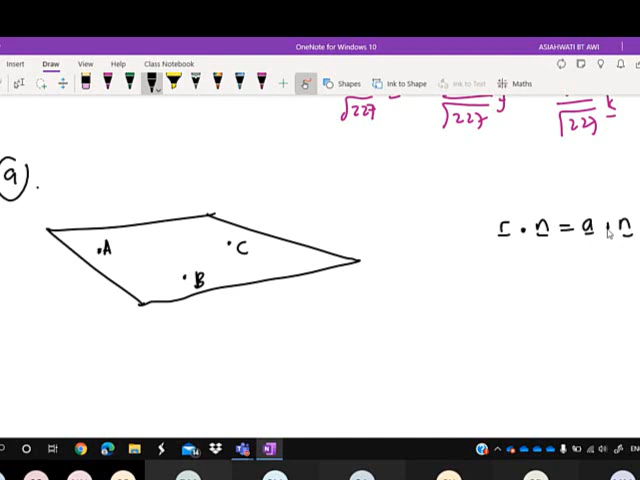 OneNote for Windows 10
ASIAHWATI BT AWI
Insert Draw View Help Class Notebook
Shapes Ink to Shape Ink to Text Maths
√227 √227 y √227 k
9.
A
C
B
r · n = a · n